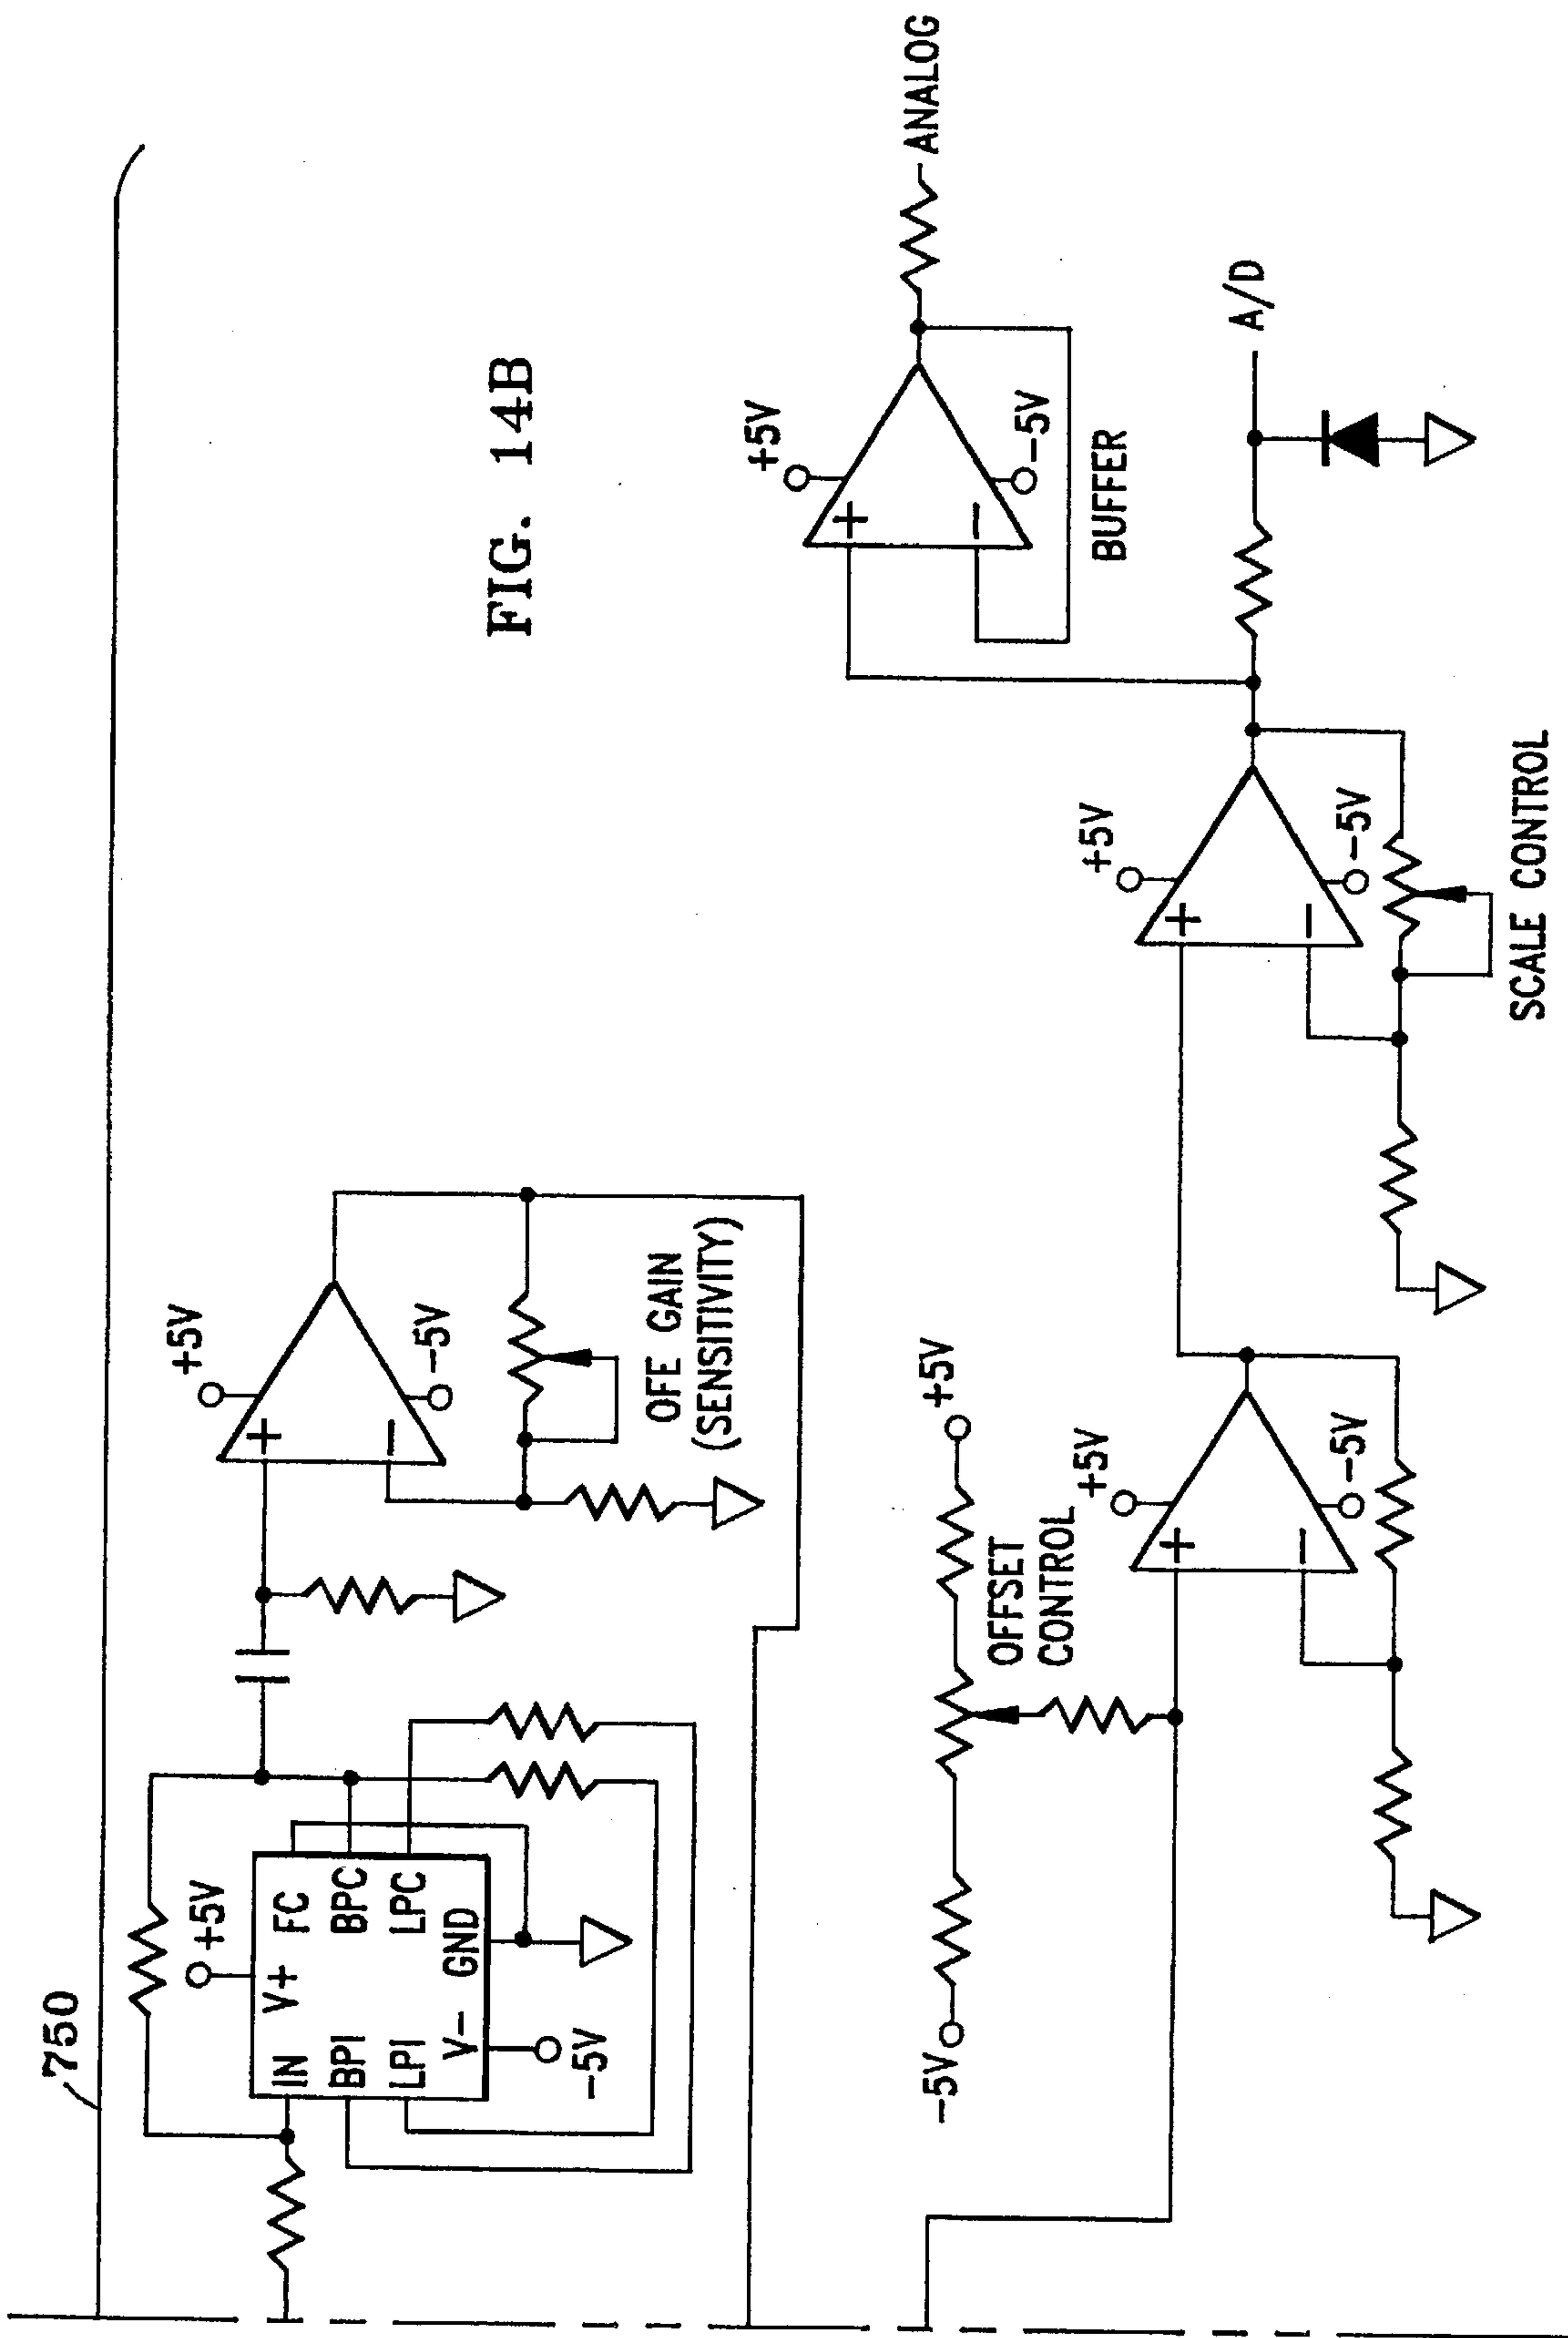 750
FIG. 14B
+5V
IN
V+
FC
BPI
BPC
LPI
LPC
V-
GND
-5V
+5V
+
-
-5V
OFE GAIN
(SENSITIVITY)
+5V
+
-
-5V
BUFFER
ANALOG
-5V
+5V
OFFSET
CONTROL
+5V
+
-
-5V
+5V
+
-
-5V
SCALE CONTROL
A/D